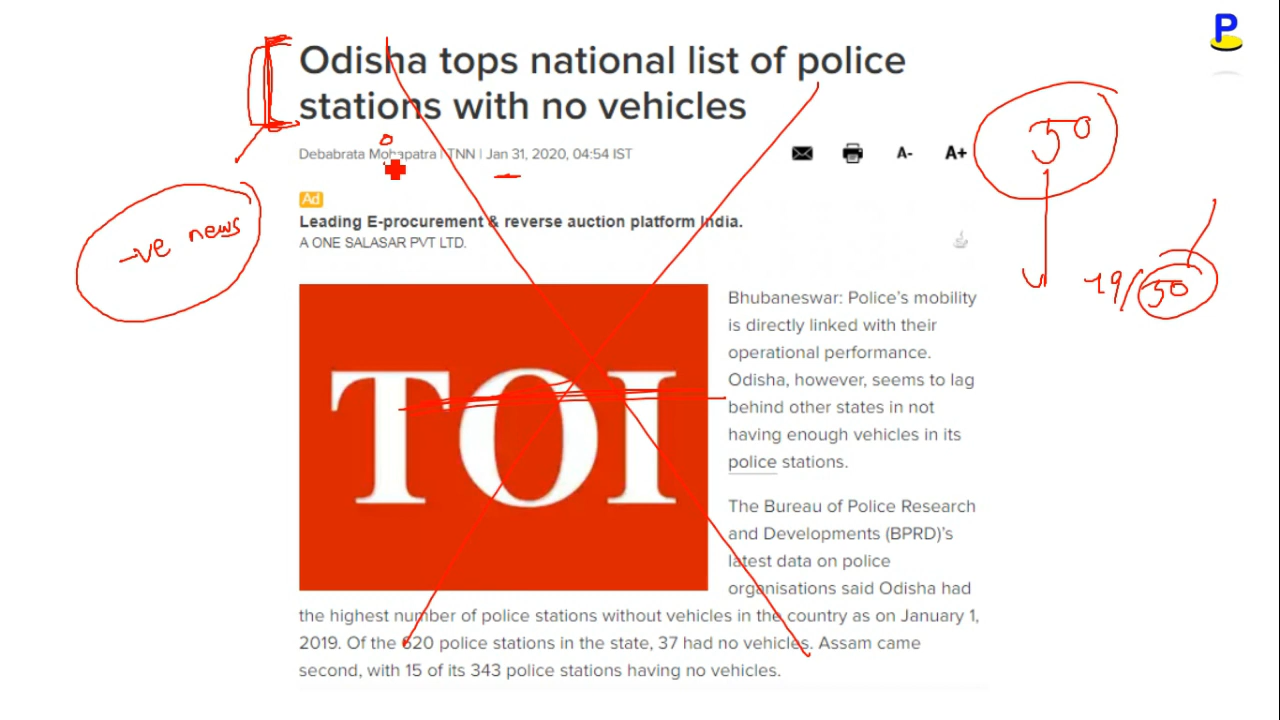 P
Odisha tops national list of police
stations with no vehicles
50
Debabrata Mohapatra | TNN | Jan 31, 2020, 04:54 IST
A- A+
-ve news
Ad
Leading E-procurement & reverse auction platform India.
A ONE SALASAR PVT LTD.
49/50
TOI
Bhubaneswar: Police's mobility
is directly linked with their
operational performance.
Odisha, however, seems to lag
behind other states in not
having enough vehicles in its
police stations.
The Bureau of Police Research
and Developments (BPRD)'s
latest data on police
organisations said Odisha had
the highest number of police stations without vehicles in the country as on January 1,
2019. Of the 620 police stations in the state, 37 had no vehicles. Assam came
second, with 15 of its 343 police stations having no vehicles.